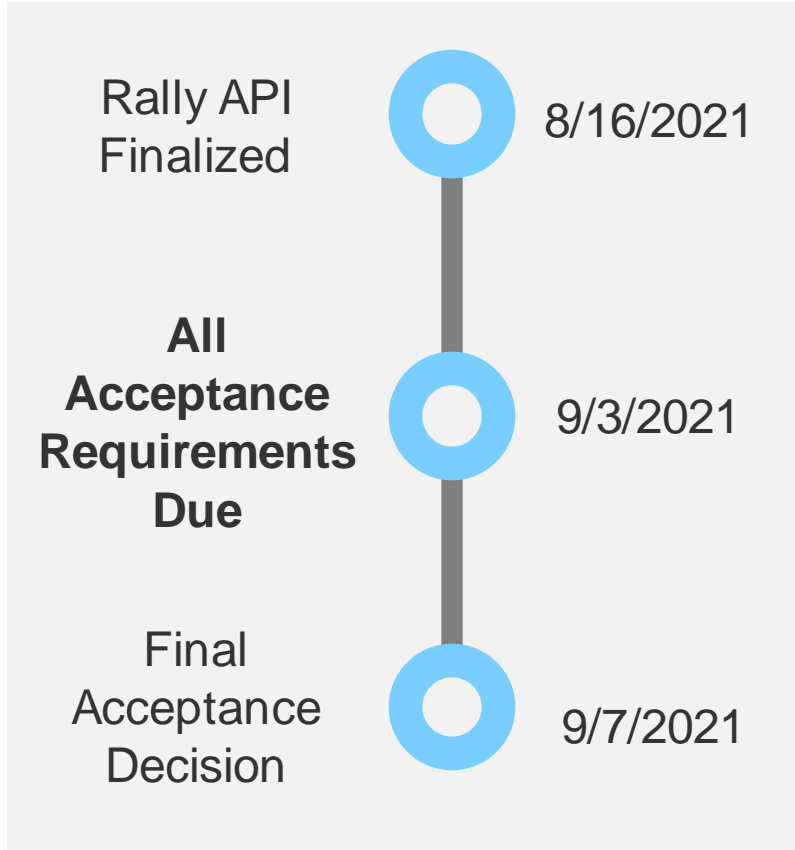 Rally API
Finalized
8/16/2021
All
Acceptance
Requirements
Due
9/3/2021
Final
Acceptance
Decision
9/7/2021